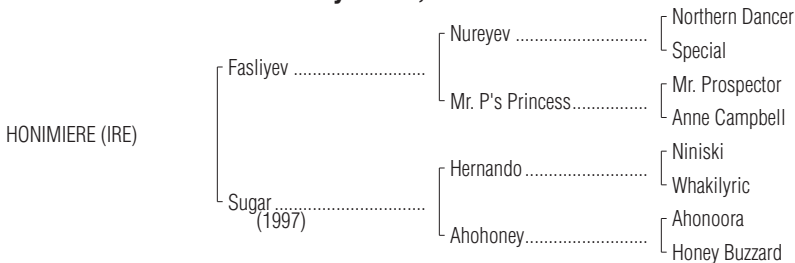 Northern Dancer
Nureyev ............................
Special
Fasliyev ...........................
Mr. Prospector
Mr. P's Princess................
Anne Campbell
HONIMIERE (IRE)
Niniski
Hernando .........................
Whakilyric
Sugar ...............................
(1997)
Ahonoora
Ahohoney.........................
Honey Buzzard